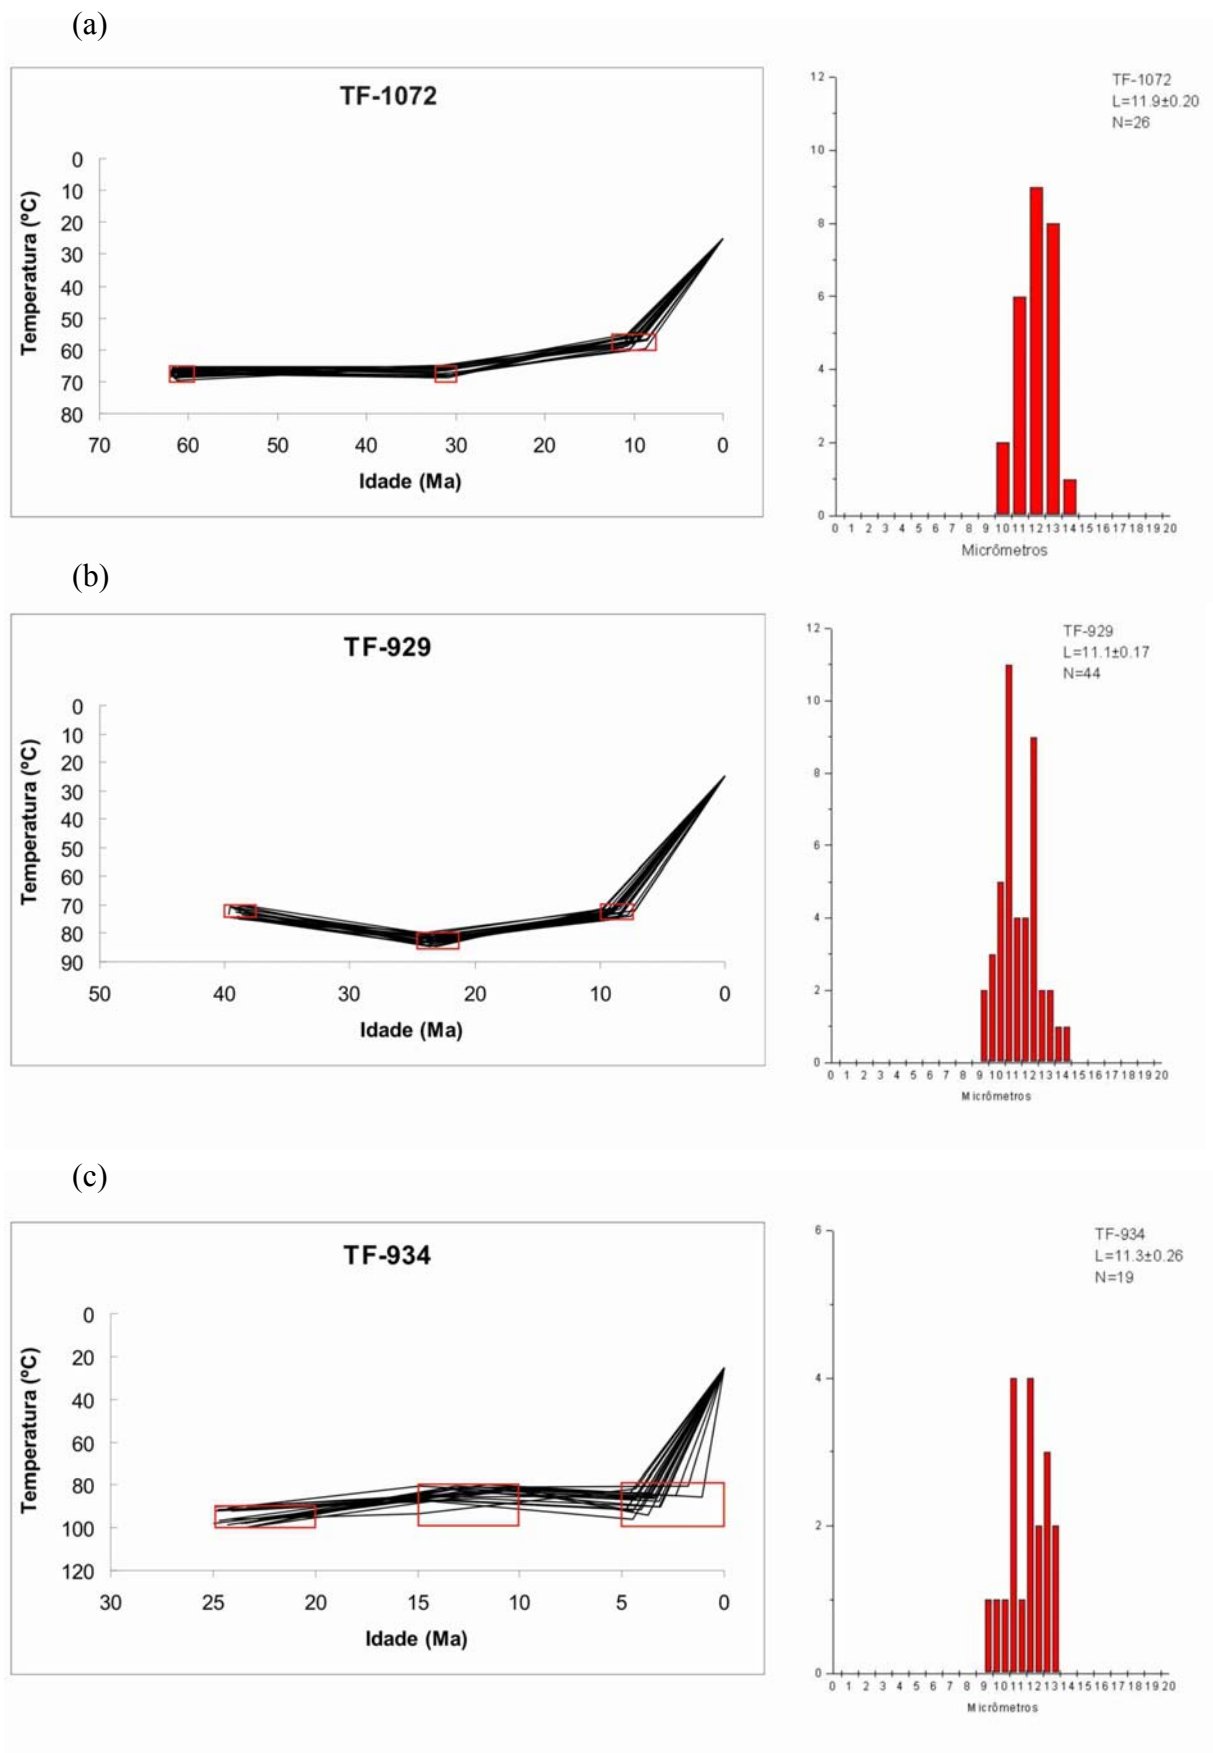 (a)
TF-1072
Temperatura (ºC)
0
10
20
30
40
50
60
70
80
70 60 50 40 30 20 10 0
Idade (Ma)
TF-1072
L=11.9±0.20
N=26
12
10
8
6
4
2
0
0 1 2 3 4 5 6 7 8 9 10 11 12 13 14 15 16 17 18 19 20
Micrômetros
(b)
TF-929
Temperatura (ºC)
0
10
20
30
40
50
60
70
80
90
50 40 30 20 10 0
Idade (Ma)
TF-929
L=11.1±0.17
N=44
12
10
8
6
4
2
0
0 1 2 3 4 5 6 7 8 9 10 11 12 13 14 15 16 17 18 19 20
Micrômetros
(c)
TF-934
Temperatura (ºC)
0
20
40
60
80
100
120
30 25 20 15 10 5 0
Idade (Ma)
TF-934
L=11.3±0.26
N=19
6
4
2
0
0 1 2 3 4 5 6 7 8 9 10 11 12 13 14 15 16 17 18 19 20
Micrômetros